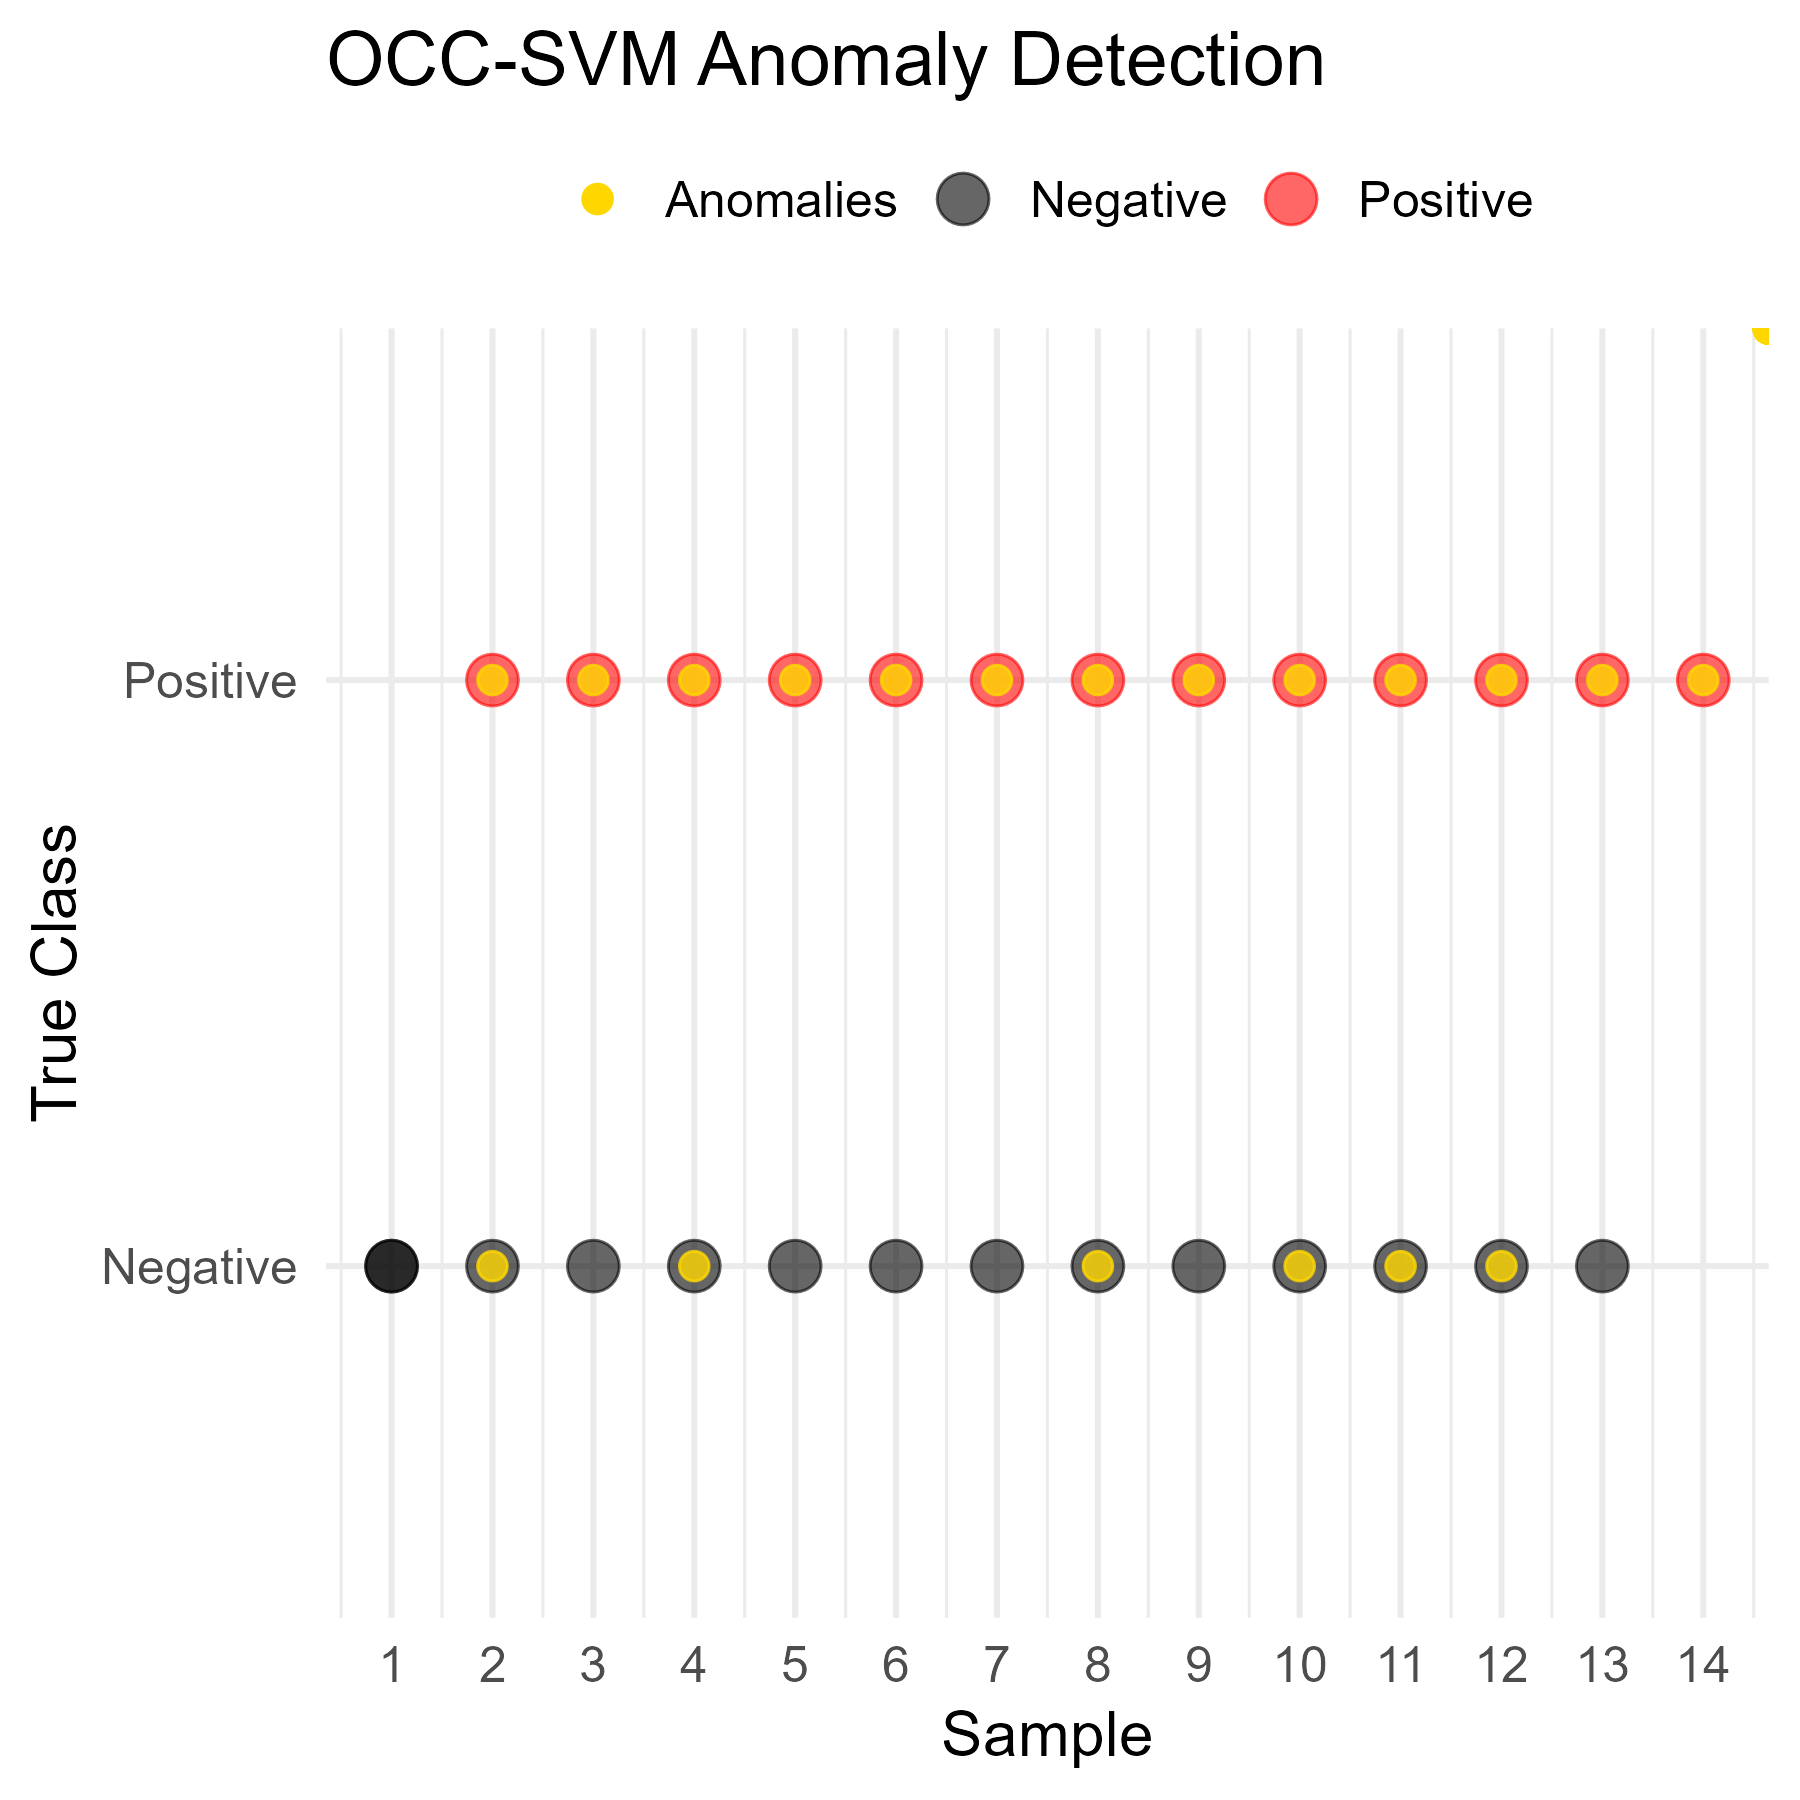 OCC-SVM Anomaly Detection
Anomalies Negative Positive
Positive
True Class
Negative
1 2 3 4 5 6 7 8 9 10 11 12 13 14
Sample